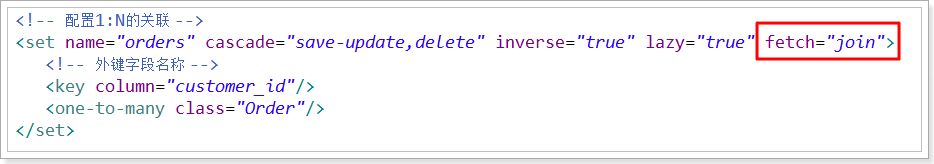 <!-- 配置1:N的关联 -->
<set name="orders" cascade="save-update,delete" inverse="true" lazy="true" fetch="join">
<!-- 外键字段名称 -->
<key column="customer_id"/>
<one-to-many class="Order"/>
</set>